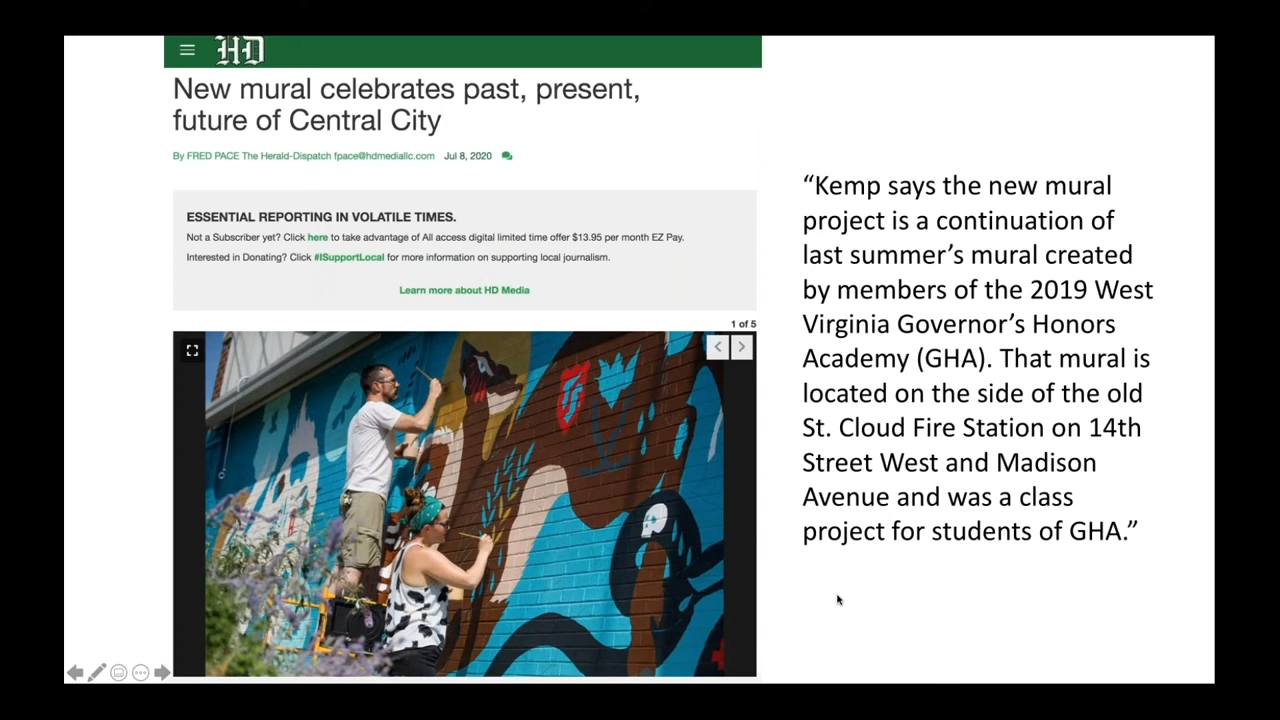 HD
New mural celebrates past, present,
future of Central City
By FRED PACE The Herald-Dispatch fpace@hdmediallc.com Jul 8, 2020
ESSENTIAL REPORTING IN VOLATILE TIMES.
Not a Subscriber yet? Click here to take advantage of All access digital limited time offer $13.95 per month EZ Pay.
Interested in Donating? Click #ISupportLocal for more information on supporting local journalism.
Learn more about HD Media
1 of 5
“Kemp says the new mural
project is a continuation of
last summer’s mural created
by members of the 2019 West
Virginia Governor’s Honors
Academy (GHA). That mural is
located on the side of the old
St. Cloud Fire Station on 14th
Street West and Madison
Avenue and was a class
project for students of GHA.”